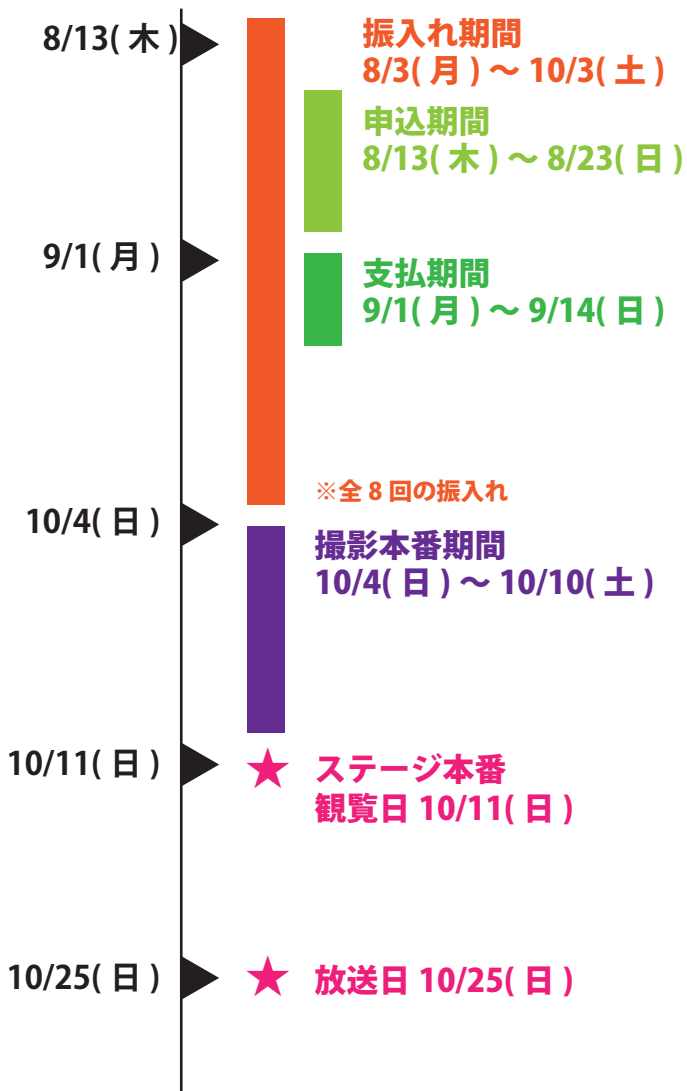 8/13( 木 )
振入れ期間
8/3( 月 ) ～ 10/3( 土 )
申込期間
8/13( 木 ) ～ 8/23( 日 )
9/1( 月 )
支払期間
9/1( 月 ) ～ 9/14( 日 )
※全 8 回の振入れ
10/4( 日 )
撮影本番期間
10/4( 日 ) ～ 10/10( 土 )
10/11( 日 )
ステージ本番
観覧日 10/11( 日 )
10/25( 日 )
放送日 10/25( 日 )